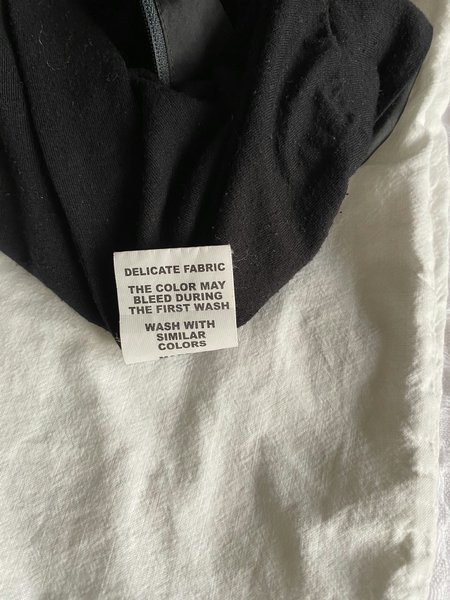 DELICATE FABRIC
THE COLOR MAY
BLEED DURING
THE FIRST WASH
WASH WITH
SIMILAR
COLORS